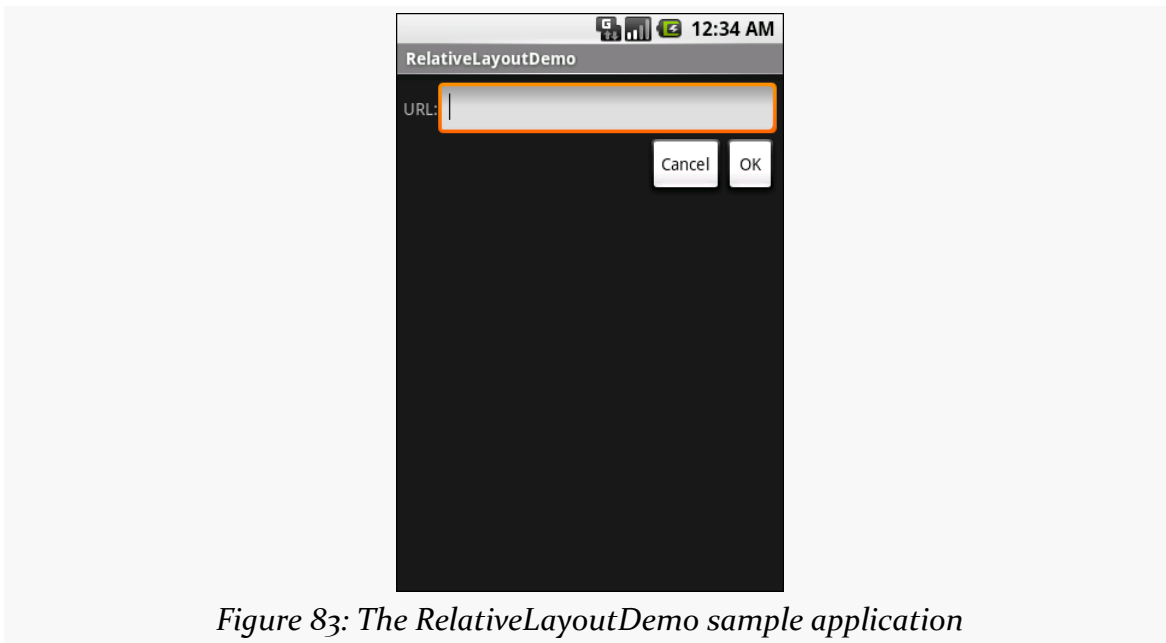 12:34 AM
RelativeLayoutDemo
URL:
Cancel OK
Figure 83: The RelativeLayoutDemo sample application